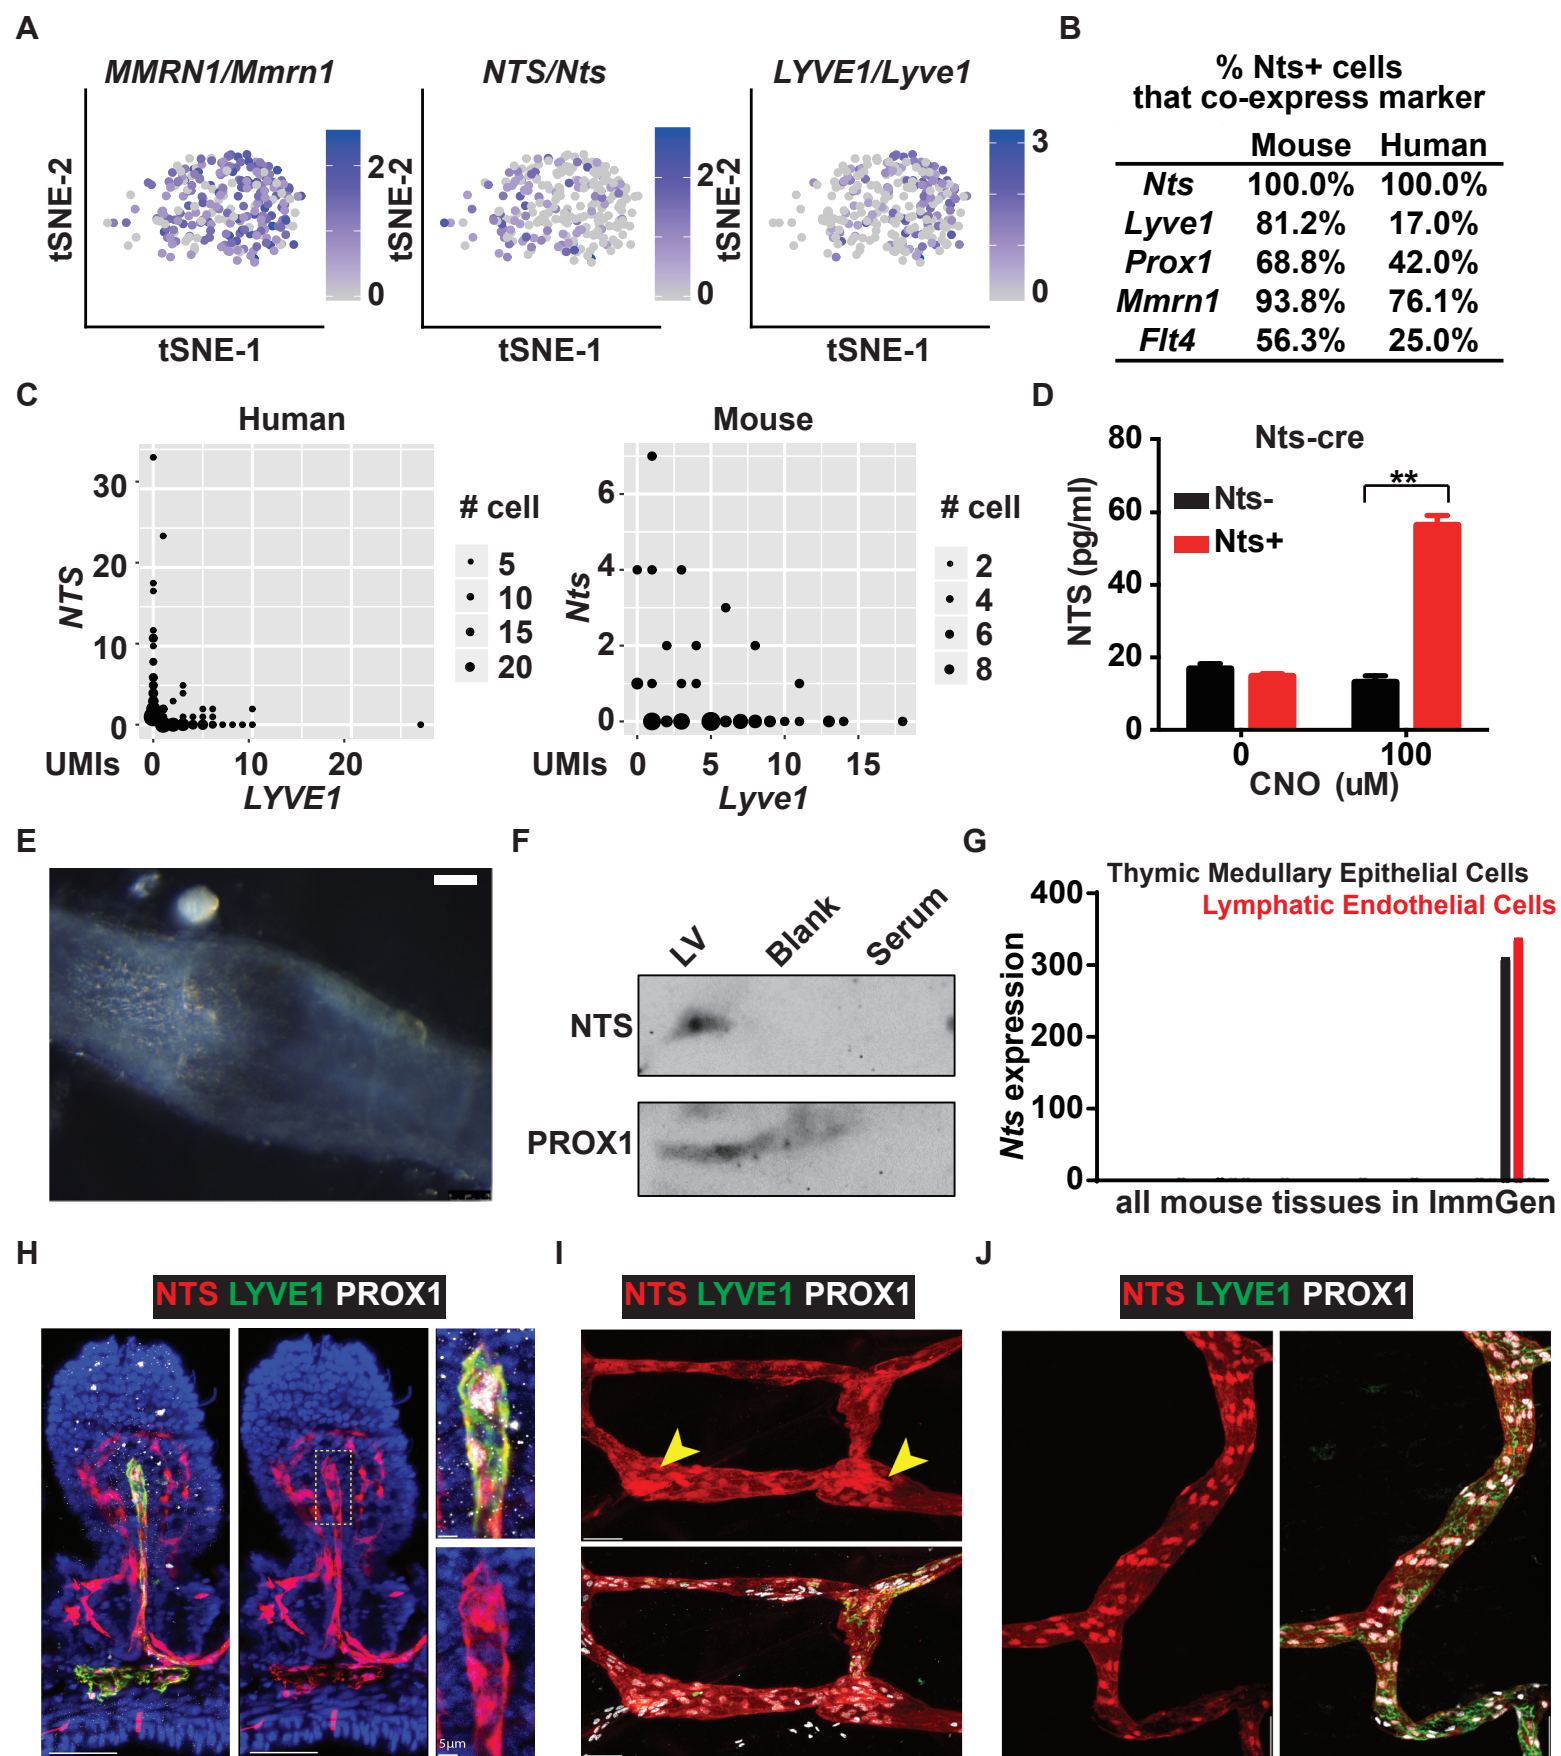 A
MMRN1/Mmrn1
NTS/Nts
LYVE1/Lyve1
tSNE-2
2
0
tSNE-1
tSNE-2
2
0
tSNE-1
tSNE-2
3
0
tSNE-1
B
% Nts+ cells
that co-express marker
Mouse Human
Nts 100.0% 100.0%
Lyve1 81.2% 17.0%
Prox1 68.8% 42.0%
Mmrn1 93.8% 76.1%
Flt4 56.3% 25.0%
C
Human
NTS
30
20
10
0
UMIs 0 10 20
LYVE1
# cell
5
10
15
20
Mouse
Nts
6
4
2
0
UMIs 0 5 10 15
Lyve1
# cell
2
4
6
8
D
Nts-cre
NTS (pg/ml)
80
60
40
20
0
Nts-
Nts+
**
0 100
CNO (uM)
E
F
LV Blank Serum
NTS
PROX1
G
Thymic Medullary Epithelial Cells
Lymphatic Endothelial Cells
Nts expression
400
300
200
100
0
all mouse tissues in ImmGen
H
NTS LYVE1 PROX1
5µm
I
NTS LYVE1 PROX1
J
NTS LYVE1 PROX1